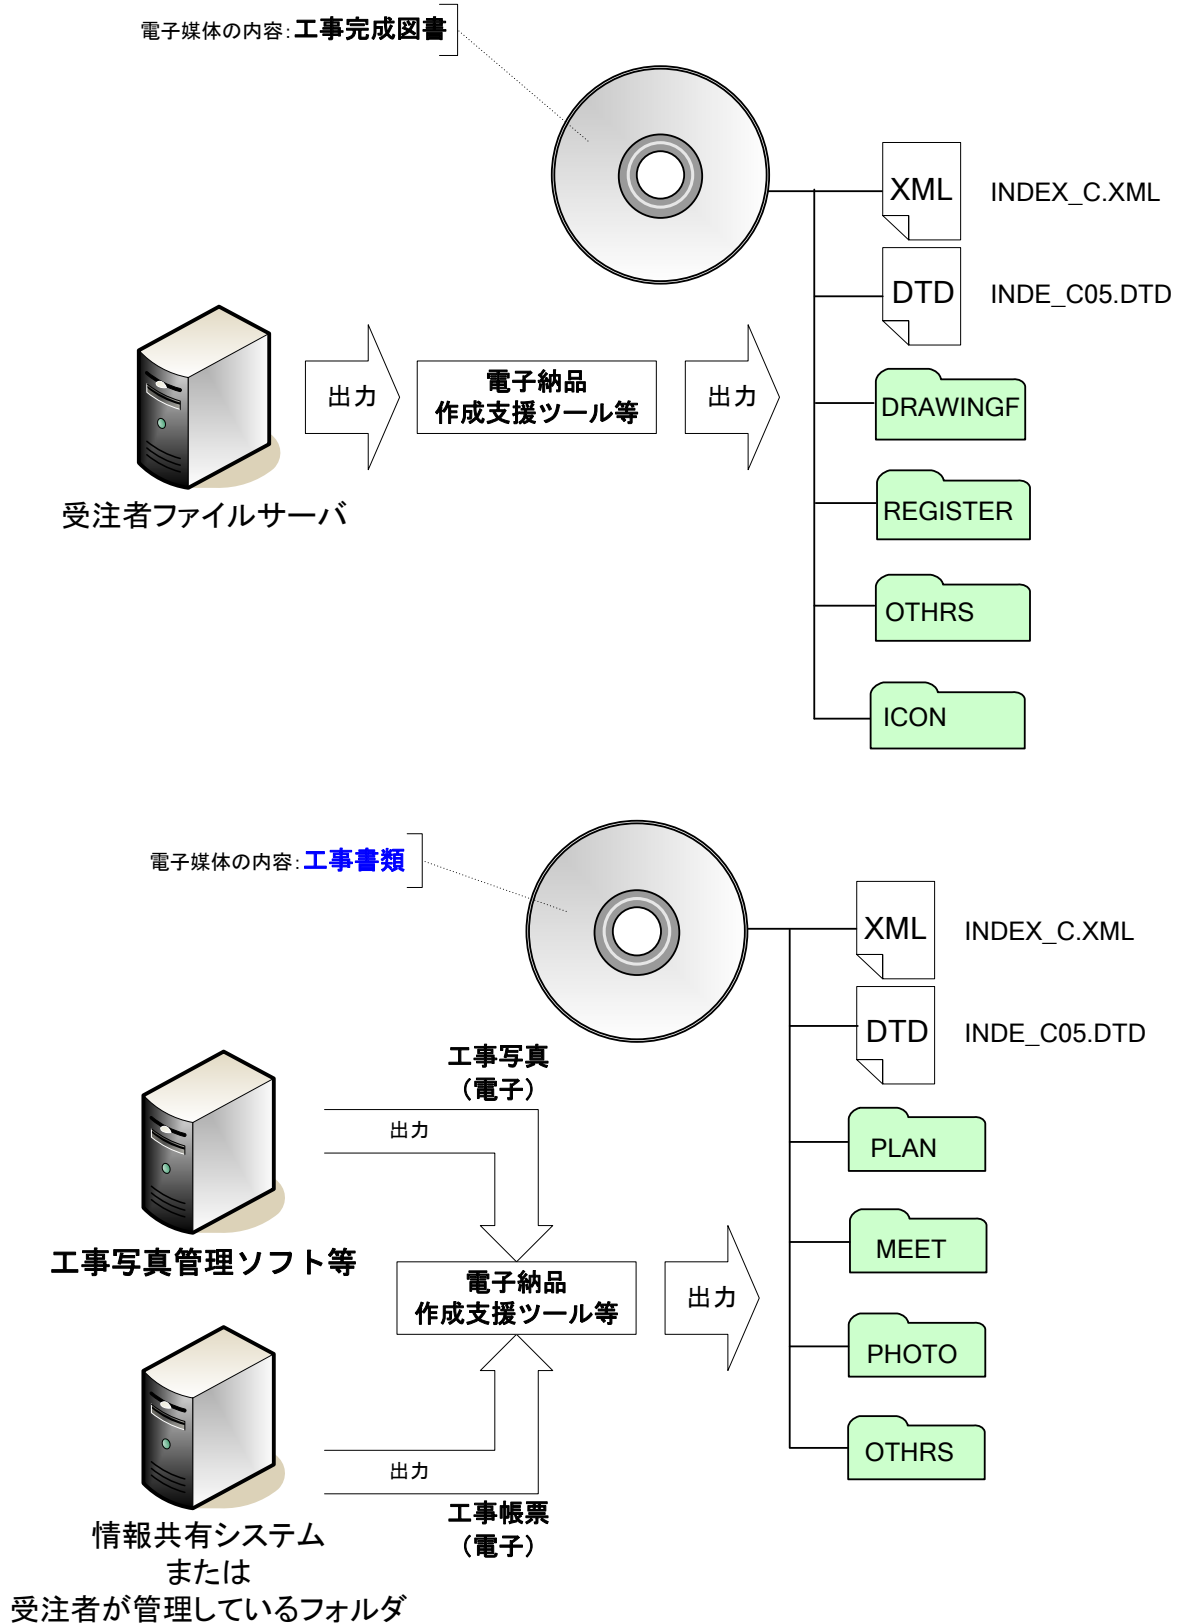 電子媒体の内容：工事完成図書
XML
INDEX_C.XML
DTD
INDE_C05.DTD
出力
電子納品
作成支援ツール等
出力
DRAWINGF
受注者ファイルサーバ
REGISTER
OTHRS
ICON
電子媒体の内容：工事書類
XML
INDEX_C.XML
DTD
INDE_C05.DTD
工事写真
（電子）
出力
PLAN
工事写真管理ソフト等
MEET
電子納品
作成支援ツール等
出力
PHOTO
OTHRS
出力
工事帳票
（電子）
情報共有システム
または
受注者が管理しているフォルダ